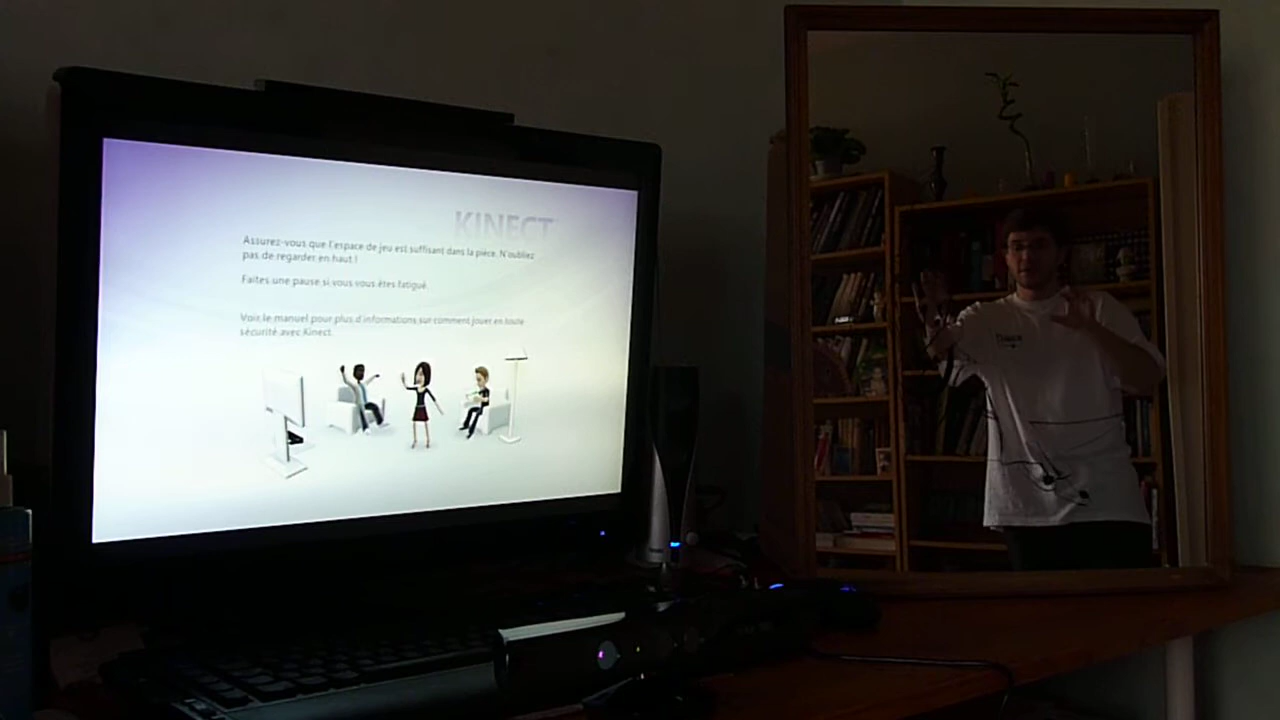 KINECT
Assurez-vous que l'espace de jeu est suffisant dans la pièce. N'oubliez
pas de regarder en haut !
Faites une pause si vous vous êtes fatigué.
Voir le manuel pour plus d'informations sur comment jouer en toute
sécurité avec Kinect.